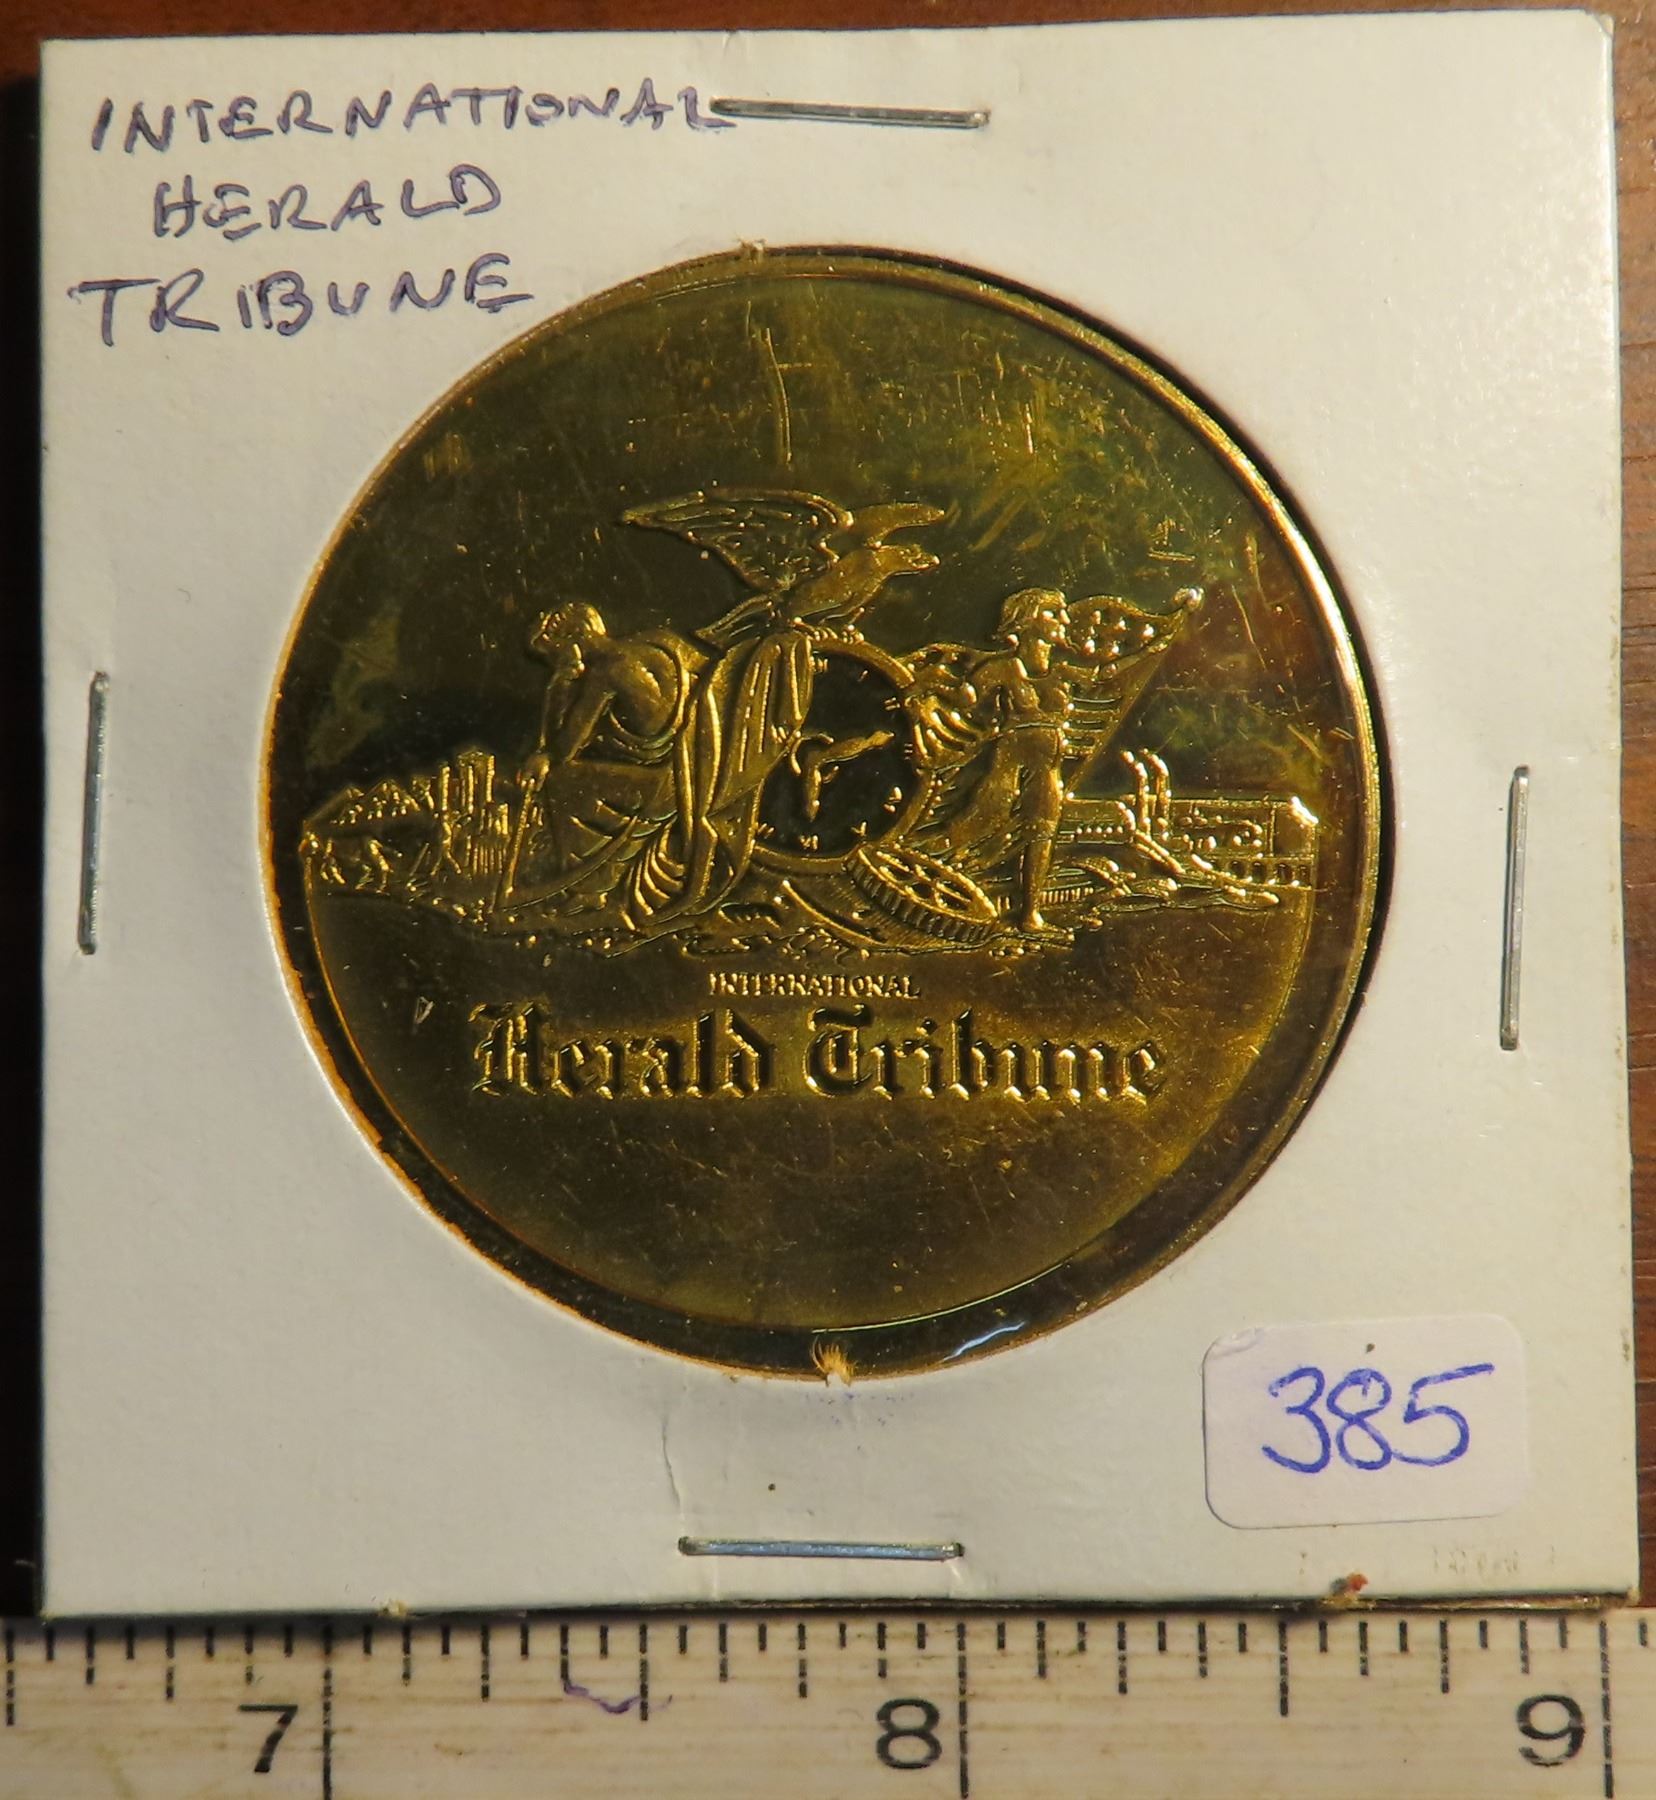 INTERNATIONAL
HERALD
TRIBUNE
INTERNATIONAL
Herald Tribune
385
7 8 9